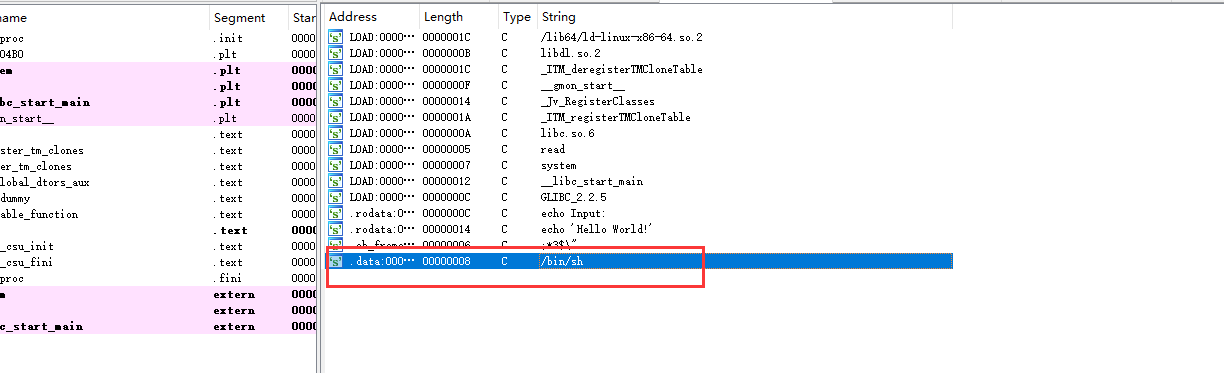 name Segment Star
proc .init 0000
04B0 .plt 0000
em .plt 0000
.plt 0000
bc_start_main .plt 0000
n_start__ .plt 0000
.text 0000
ster_tm_clones .text 0000
er_tm_clones .text 0000
lobal_dtors_aux .text 0000
dummy .text 0000
able_function .text 0000
.text 0000
_csu_init .text 0000
_csu_fini .text 0000
proc .fini 0000
m extern 0000
extern 0000
c_start_main extern 0000
Address Length Type String
's' LOAD:0000··· 0000001C C /lib64/ld-linux-x86-64.so.2
's' LOAD:0000··· 0000000B C libdl.so.2
's' LOAD:0000··· 0000001C C _ITM_deregisterTMCloneTable
's' LOAD:0000··· 0000000F C __gmon_start__
's' LOAD:0000··· 00000014 C _Jv_RegisterClasses
's' LOAD:0000··· 0000001A C _ITM_registerTMCloneTable
's' LOAD:0000··· 0000000A C libc.so.6
's' LOAD:0000··· 00000005 C read
's' LOAD:0000··· 00000007 C system
's' LOAD:0000··· 00000012 C __libc_start_main
's' LOAD:0000··· 0000000C C GLIBC_2.2.5
's' .rodata:0··· 0000000C C echo Input:
's' .rodata:0··· 00000014 C echo 'Hello World!'
's' .eh_frame··· 00000006 C ;*3$\"
's' .data:000··· 00000008 C /bin/sh